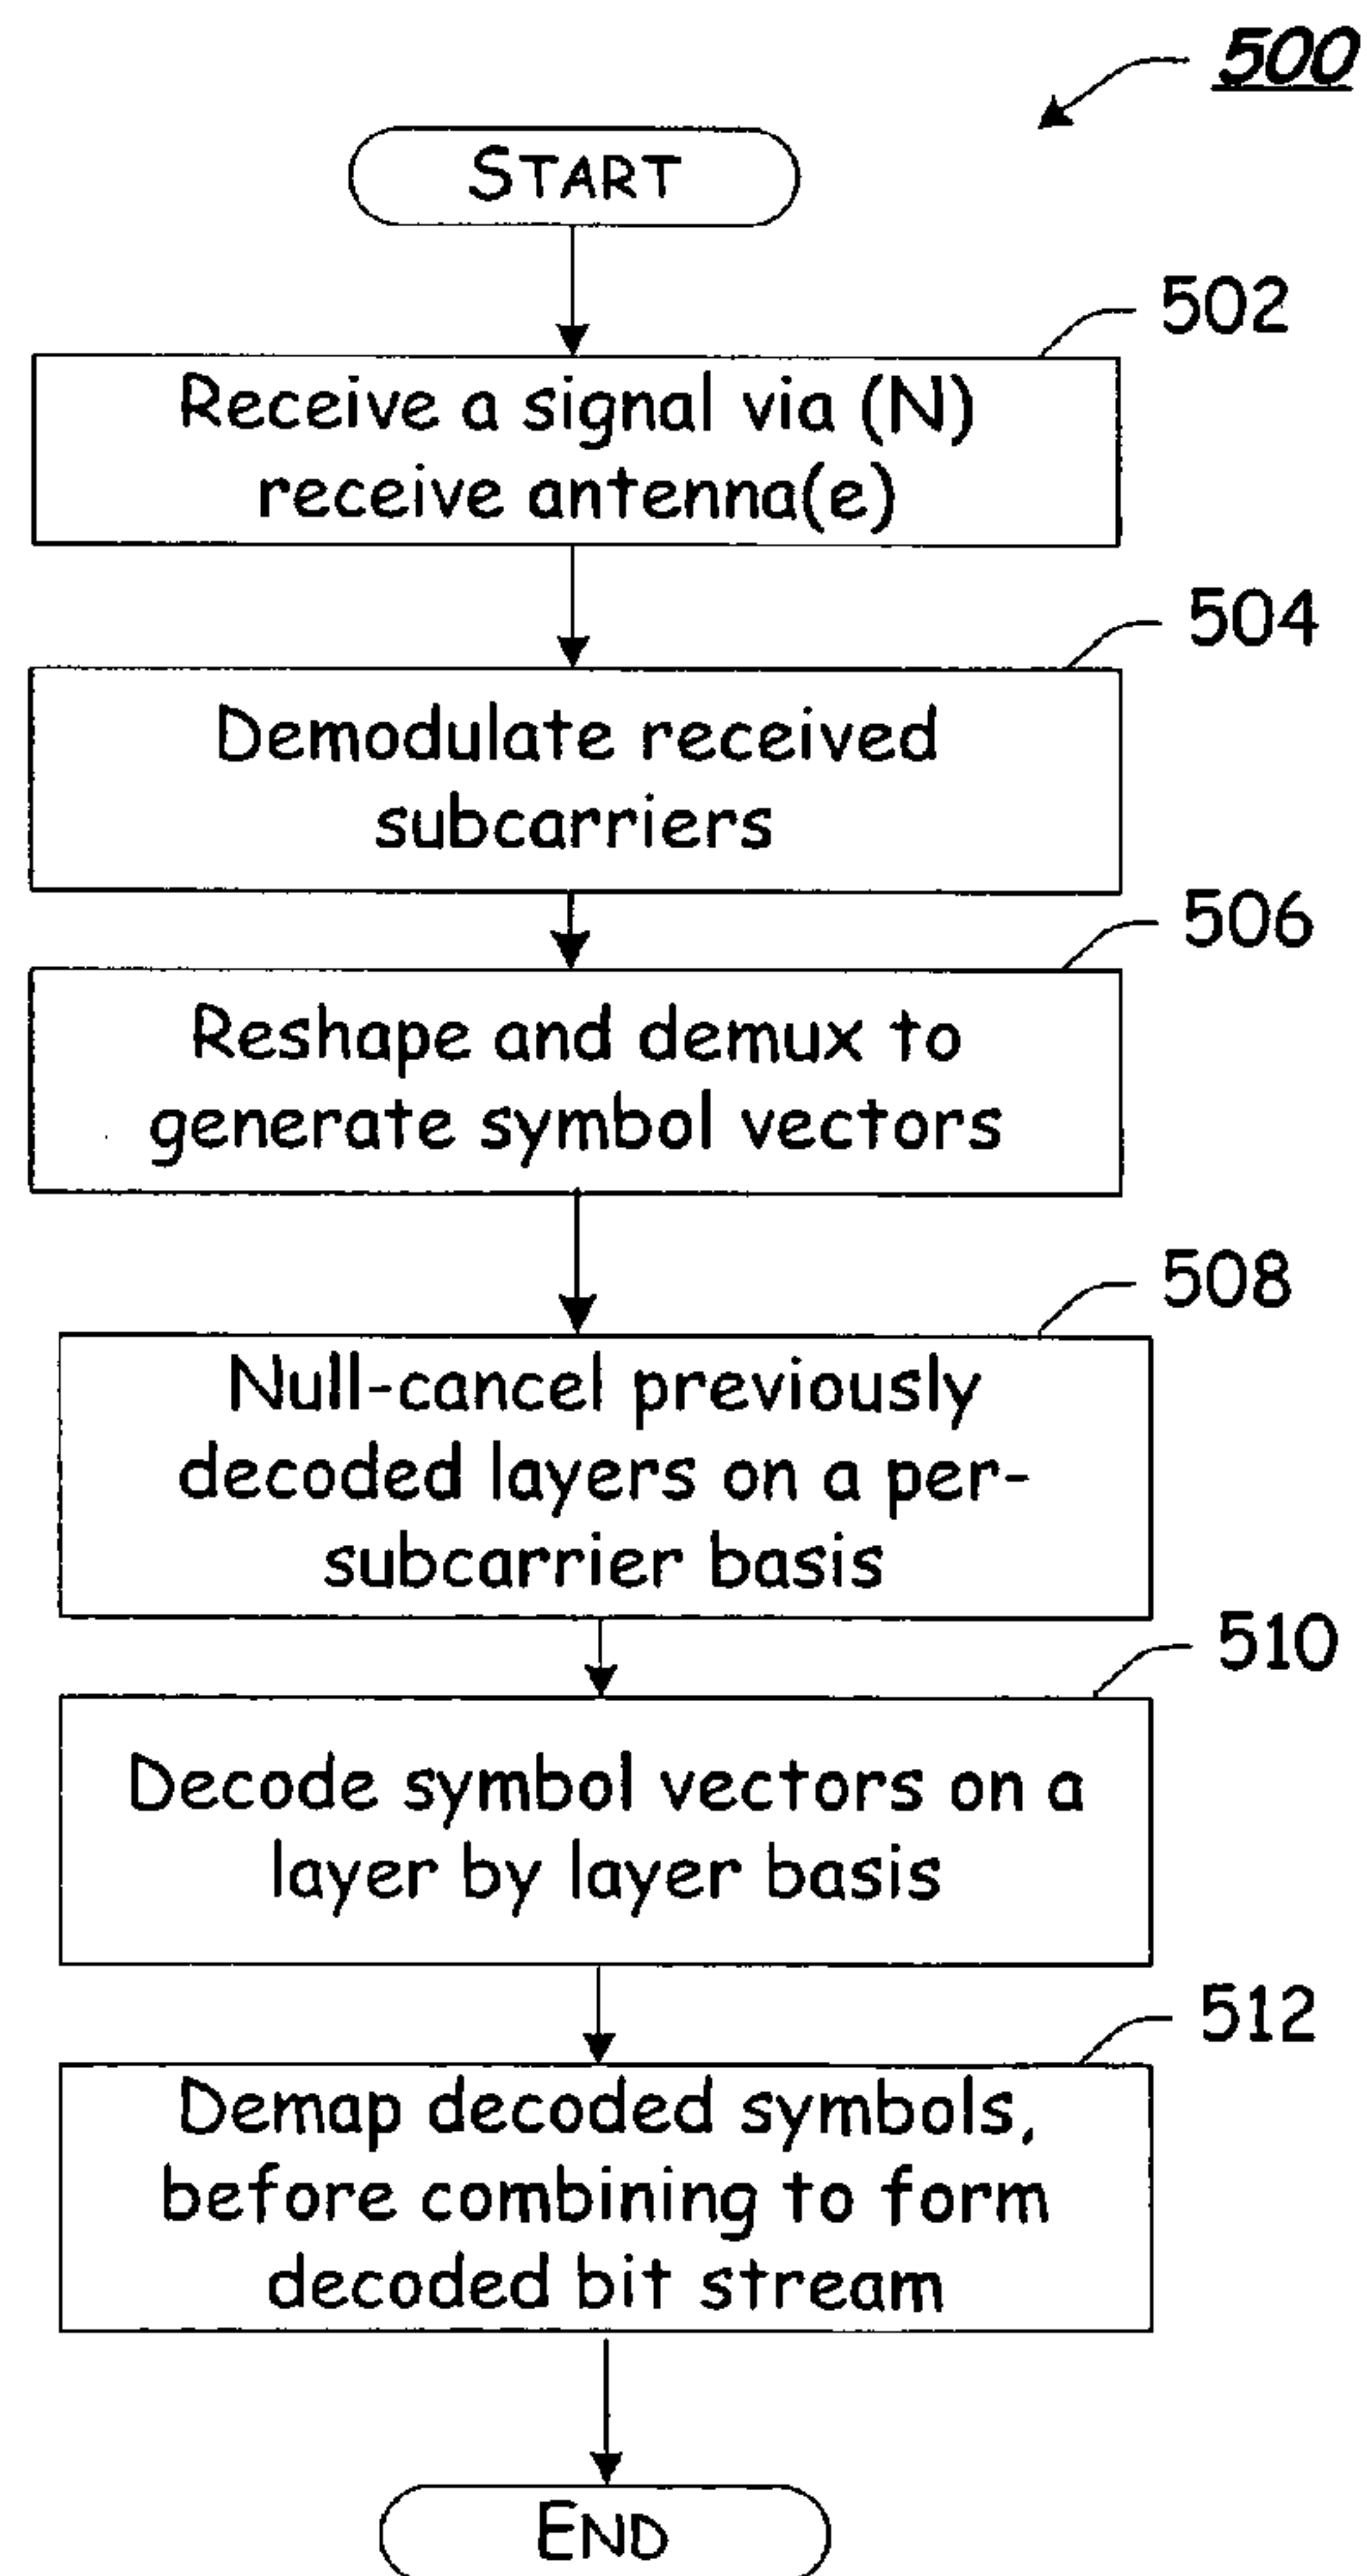 500
START
502
Receive a signal via (N)
receive antenna(e)
504
Demodulate received
subcarriers
506
Reshape and demux to
generate symbol vectors
508
Null-cancel previously
decoded layers on a per-
subcarrier basis
510
Decode symbol vectors on a
layer by layer basis
512
Demap decoded symbols,
before combining to form
decoded bit stream
END